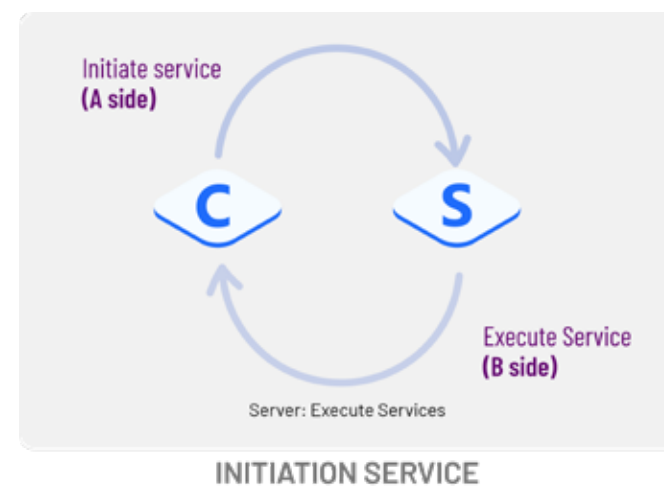 Initiate service
(A side)
C
S
Execute Service
(B side)
Server: Execute Services
INITIATION SERVICE